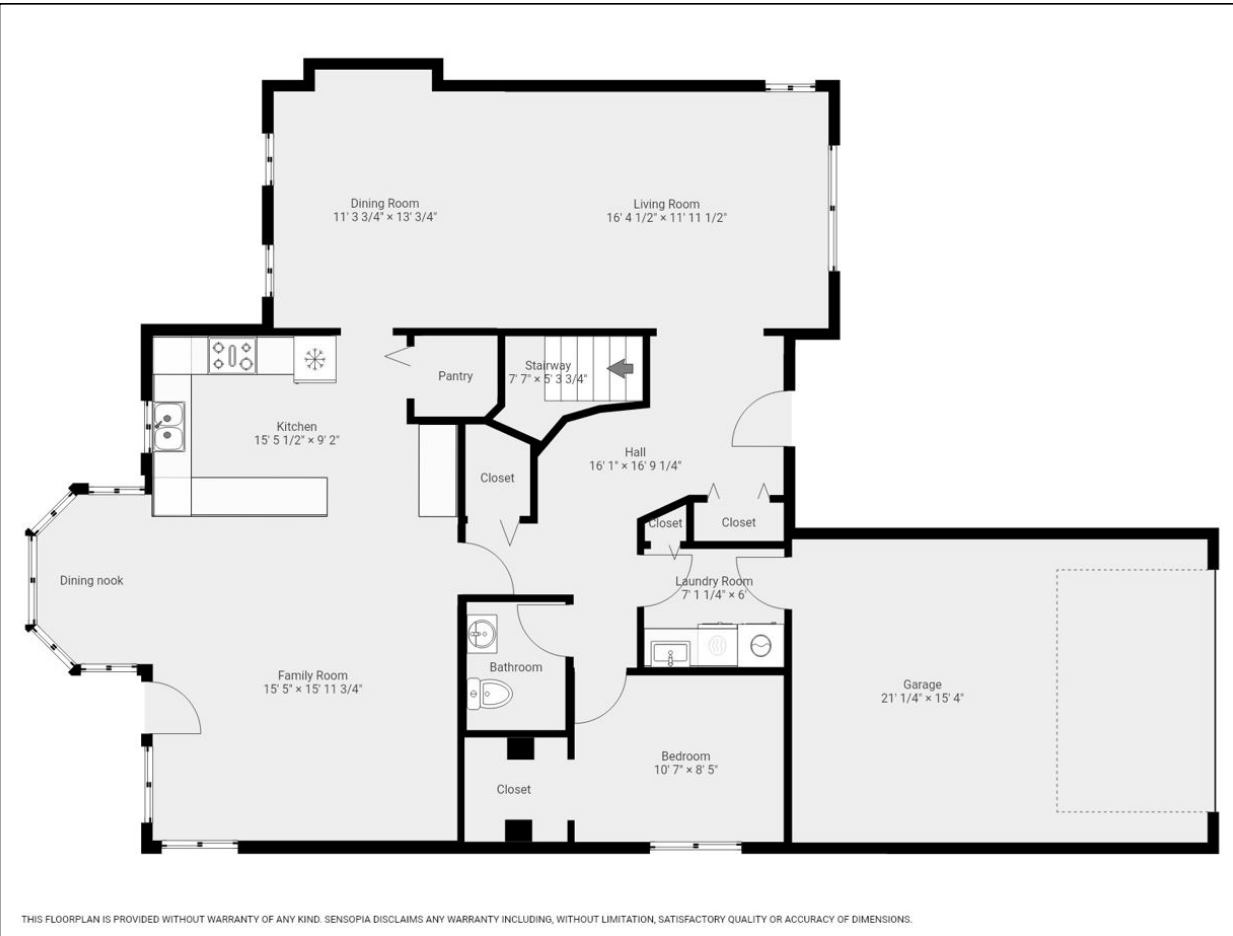 Dining Room
11' 3 3/4" × 13' 3/4"
Living Room
16' 4 1/2" × 11' 11 1/2"
Stairway
7' 7" × 5' 3 3/4"
Pantry
Kitchen
15' 5 1/2" × 9' 2"
Hall
16' 1" × 16' 9 1/4"
Closet
Closet
Closet
Dining nook
Laundry Room
7' 1 1/4" × 6'
Bathroom
Family Room
15' 5" × 15' 11 3/4"
Garage
21' 1/4" × 15' 4"
Bedroom
10' 7" × 8' 5"
Closet
THIS FLOORPLAN IS PROVIDED WITHOUT WARRANTY OF ANY KIND. SENSOPIA DISCLAIMS ANY WARRANTY INCLUDING, WITHOUT LIMITATION, SATISFACTORY QUALITY OR ACCURACY OF DIMENSIONS.